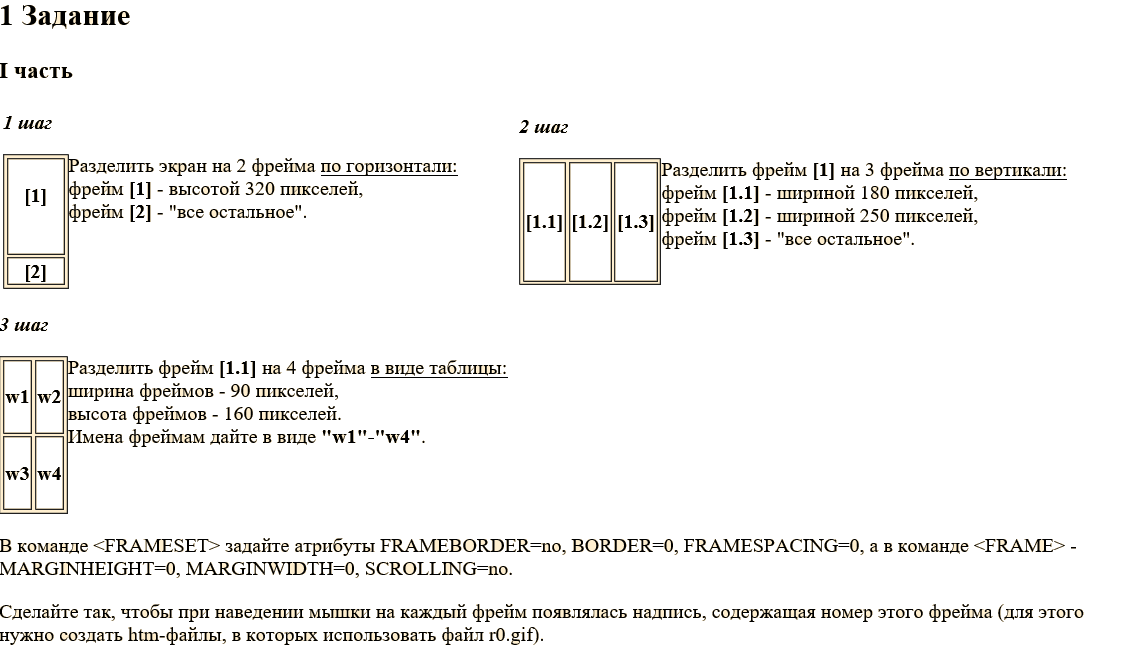 1 Задание
I часть
1 шаг
[1]
[2]
Разделить экран на 2 фрейма по горизонтали:
фрейм [1] - высотой 320 пикселей,
фрейм [2] - "все остальное".
2 шаг
[1.1] [1.2] [1.3]
Разделить фрейм [1] на 3 фрейма по вертикали:
фрейм [1.1] - шириной 180 пикселей,
фрейм [1.2] - шириной 250 пикселей,
фрейм [1.3] - "все остальное".
3 шаг
w1 w2
w3 w4
Разделить фрейм [1.1] на 4 фрейма в виде таблицы:
ширина фреймов - 90 пикселей,
высота фреймов - 160 пикселей.
Имена фреймам дайте в виде "w1"-"w4".
В команде <FRAMESET> задайте атрибуты FRAMEBORDER=no, BORDER=0, FRAMESPACING=0, а в команде <FRAME> -
MARGINHEIGHT=0, MARGINWIDTH=0, SCROLLING=no.
Сделайте так, чтобы при наведении мышки на каждый фрейм появлялась надпись, содержащая номер этого фрейма (для этого
нужно создать htm-файлы, в которых использовать файл r0.gif).